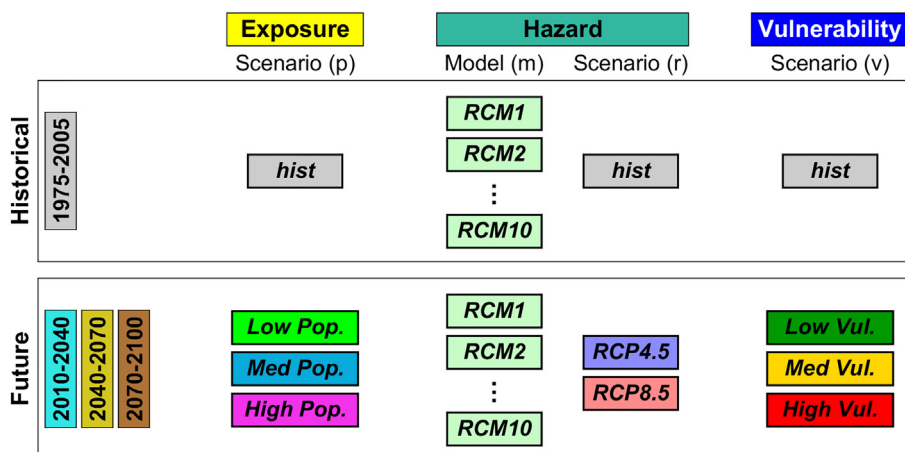 Exposure Hazard Vulnerability
Scenario (p) Model (m) Scenario (r) Scenario (v)
Historical
1975-2005
RCM1
RCM2
hist hist hist
⋮
RCM10
Future
2010-2040
2040-2070
2070-2100
Low Pop. RCM1 Low Vul.
Med Pop. RCM2 RCP4.5 Med Vul.
High Pop. ⋮ RCP8.5 High Vul.
RCM10